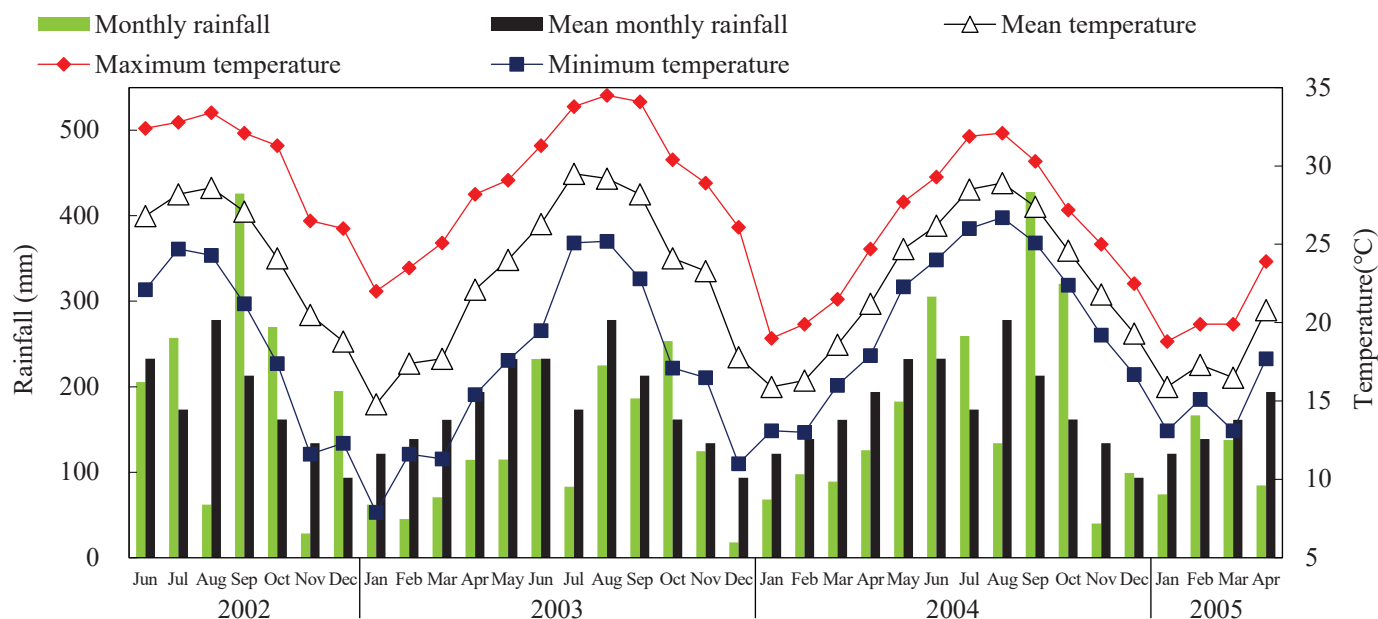 Monthly rainfall Mean monthly rainfall Mean temperature
Maximum temperature Minimum temperature
Rainfall (mm)
500
400
300
200
100
0
35
30
25
20
15
10
5
Temperature(°C)
Jun Jul Aug Sep Oct Nov Dec Jan Feb Mar Apr May Jun Jul Aug Sep Oct Nov Dec Jan Feb Mar Apr May Jun Jul Aug Sep Oct Nov Dec Jan Feb Mar Apr
2002 2003 2004 2005